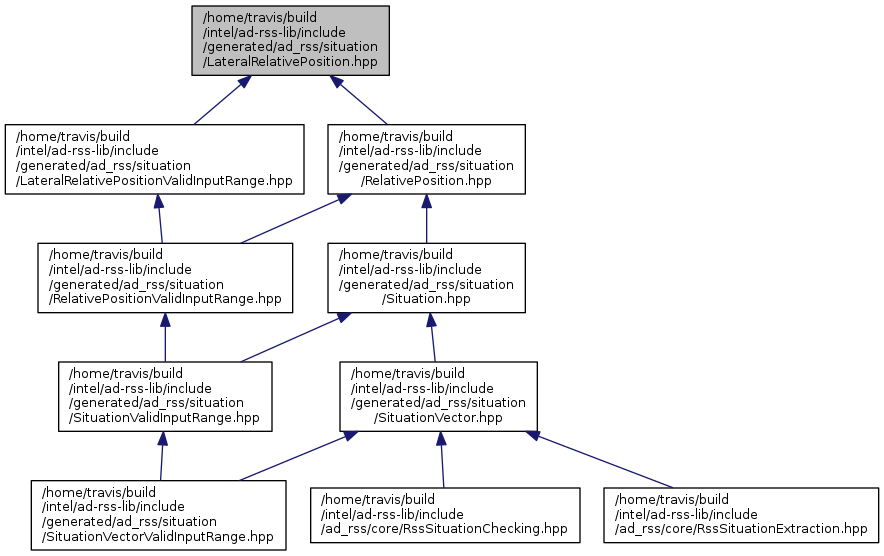 /home/travis/build
/intel/ad-rss-lib/include
/generated/ad_rss/situation
/LateralRelativePosition.hpp
/home/travis/build
/intel/ad-rss-lib/include
/generated/ad_rss/situation
/LateralRelativePositionValidInputRange.hpp
/home/travis/build
/intel/ad-rss-lib/include
/generated/ad_rss/situation
/RelativePosition.hpp
/home/travis/build
/intel/ad-rss-lib/include
/generated/ad_rss/situation
/RelativePositionValidInputRange.hpp
/home/travis/build
/intel/ad-rss-lib/include
/generated/ad_rss/situation
/Situation.hpp
/home/travis/build
/intel/ad-rss-lib/include
/generated/ad_rss/situation
/SituationValidInputRange.hpp
/home/travis/build
/intel/ad-rss-lib/include
/generated/ad_rss/situation
/SituationVector.hpp
/home/travis/build
/intel/ad-rss-lib/include
/generated/ad_rss/situation
/SituationVectorValidInputRange.hpp
/home/travis/build
/intel/ad-rss-lib/include
/ad_rss/core/RssSituationChecking.hpp
/home/travis/build
/intel/ad-rss-lib/include
/ad_rss/core/RssSituationExtraction.hpp